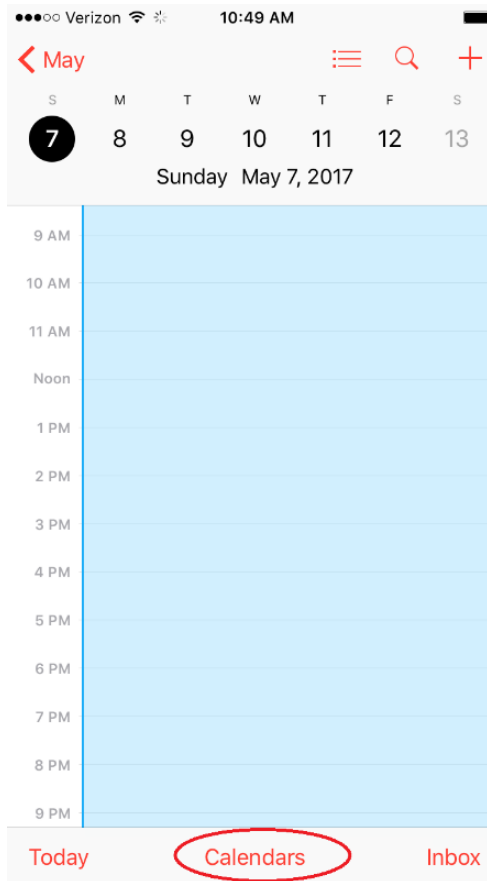 Verizon 10:49 AM
May
S M T W T F S
7 8 9 10 11 12 13
Sunday May 7, 2017
9 AM
10 AM
11 AM
Noon
1 PM
2 PM
3 PM
4 PM
5 PM
6 PM
7 PM
8 PM
9 PM
Today Calendars Inbox